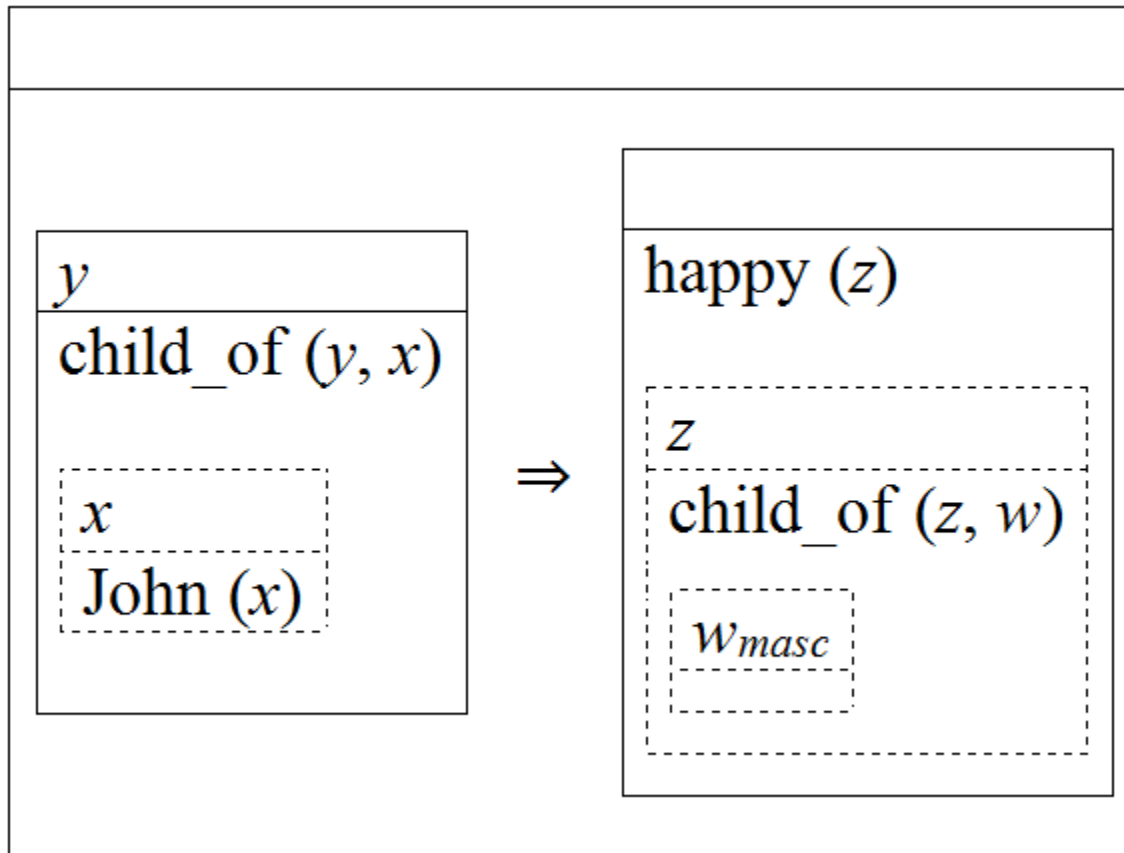 y
child_of (y, x)
x
John (x)
⇒
happy (z)
z
child_of (z, w)
wmasc